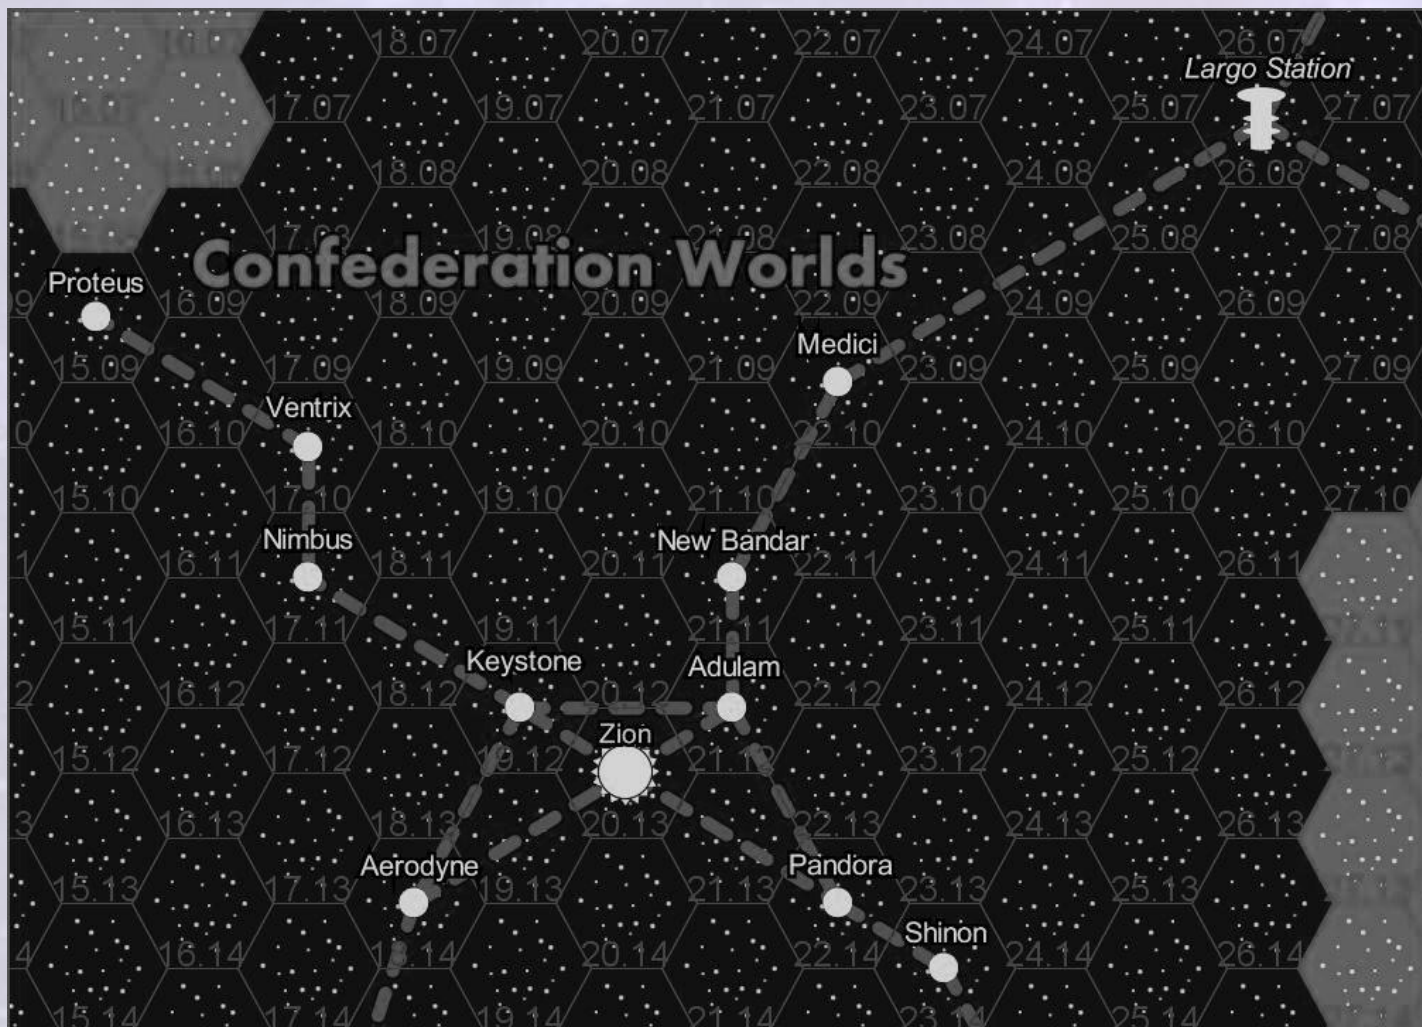 18.07 20.07 22.07 24.07 26.07
Largo Station
17.07 19.07 21.07 23.07 25.07 27.07
18.08 20.08 22.08 24.08 26.08
23.08 25.08 27.08
Confederation Worlds
Proteus
16.09 18.09 20.09 22.09 24.09 26.09
Medici
15.09 17.09 19.09 21.09 23.09 25.09 27.09
Ventrix
16.10 18.10 20.10 22.10 24.10 26.10
15.10 17.10 19.10 21.10 23.10 25.10 27.10
Nimbus New Bandar
16.11 18.11 20.11 22.11 24.11 26.11
15.11 17.11 19.11 21.11 23.11 25.11
Keystone Adulam
16.12 18.12 20.12 22.12 24.12 26.12
Zion
15.12 17.12 19.12 21.12 23.12 25.12
16.13 18.13 20.13 22.13 24.13 26.13
Aerodyne Pandora
15.13 17.13 19.13 21.13 23.13 25.13
Shinon
16.14 18.14 20.14 22.14 24.14 26.14
15.14 17.14 19.14 21.14 23.14 25.14